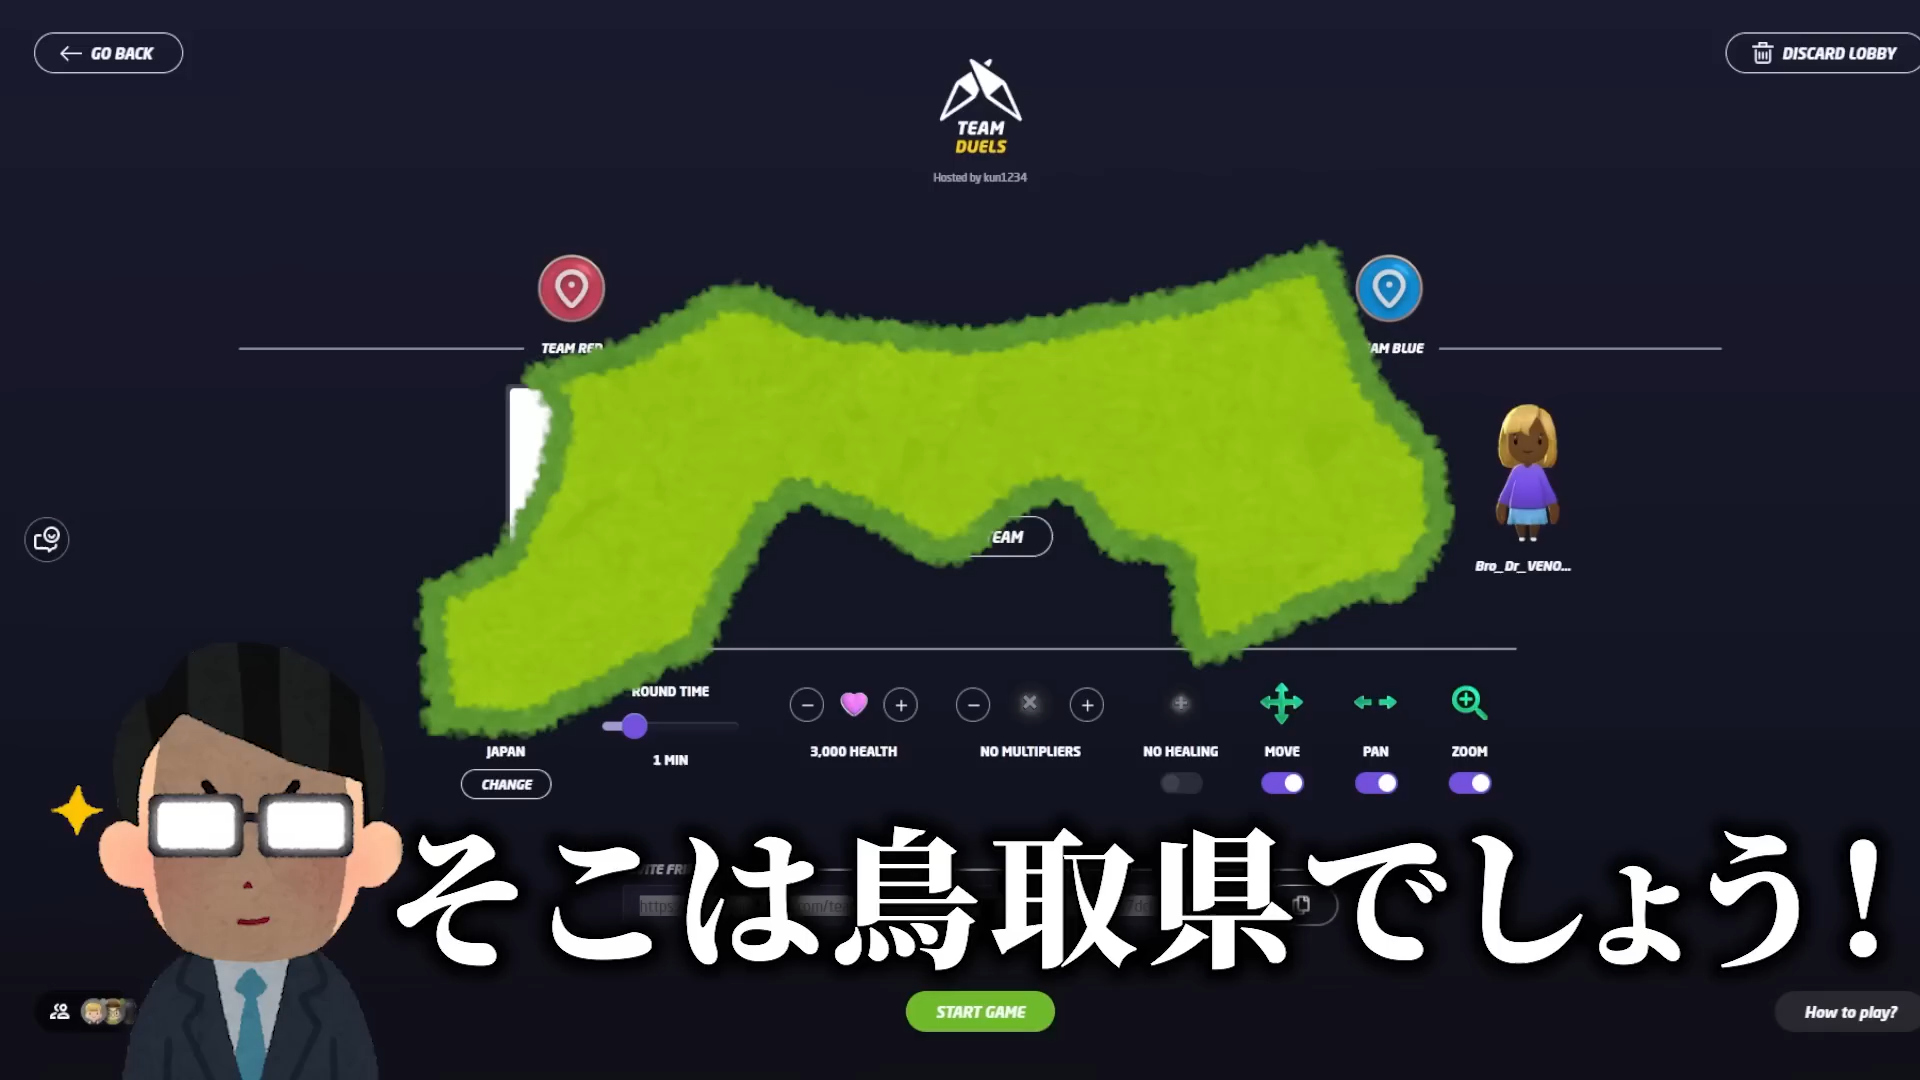 GO BACK
DISCARD LOBBY
TEAM
DUELS
Hosted by kun1234
TEAM RED
AM BLUE
EAM
Bro_Dr_VENO...
ROUND TIME
1 MIN
JAPAN
CHANGE
3,000 HEALTH
NO MULTIPLIERS
NO HEALING
MOVE
PAN
ZOOM
そこは鳥取県でしょう!
START GAME
How to play?